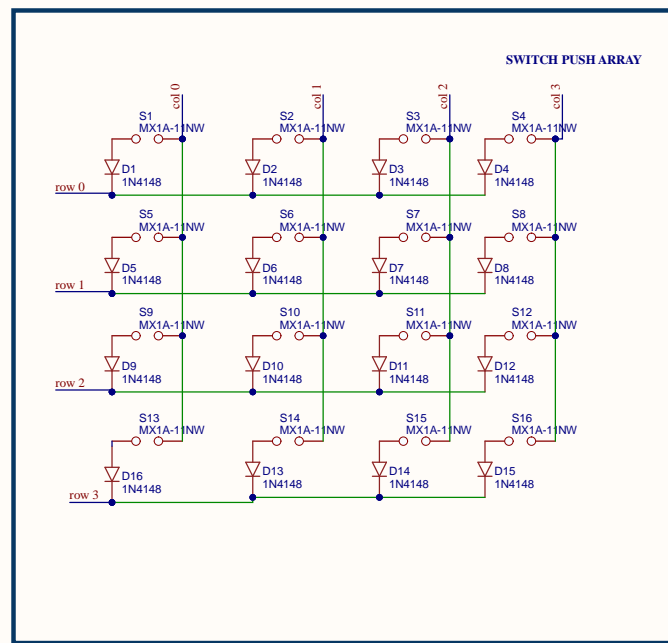 SWITCH PUSH ARRAY
col 0
col 1
col 2
col 3
S1
MX1A-11NW
S2
MX1A-11NW
S3
MX1A-11NW
S4
MX1A-11NW
D1
1N4148
D2
1N4148
D3
1N4148
D4
1N4148
row 0
S5
MX1A-11NW
S6
MX1A-11NW
S7
MX1A-11NW
S8
MX1A-11NW
D5
1N4148
D6
1N4148
D7
1N4148
D8
1N4148
row 1
S9
MX1A-11NW
S10
MX1A-11NW
S11
MX1A-11NW
S12
MX1A-11NW
D9
1N4148
D10
1N4148
D11
1N4148
D12
1N4148
row 2
S13
MX1A-11NW
S14
MX1A-11NW
S15
MX1A-11NW
S16
MX1A-11NW
D16
1N4148
D13
1N4148
D14
1N4148
D15
1N4148
row 3